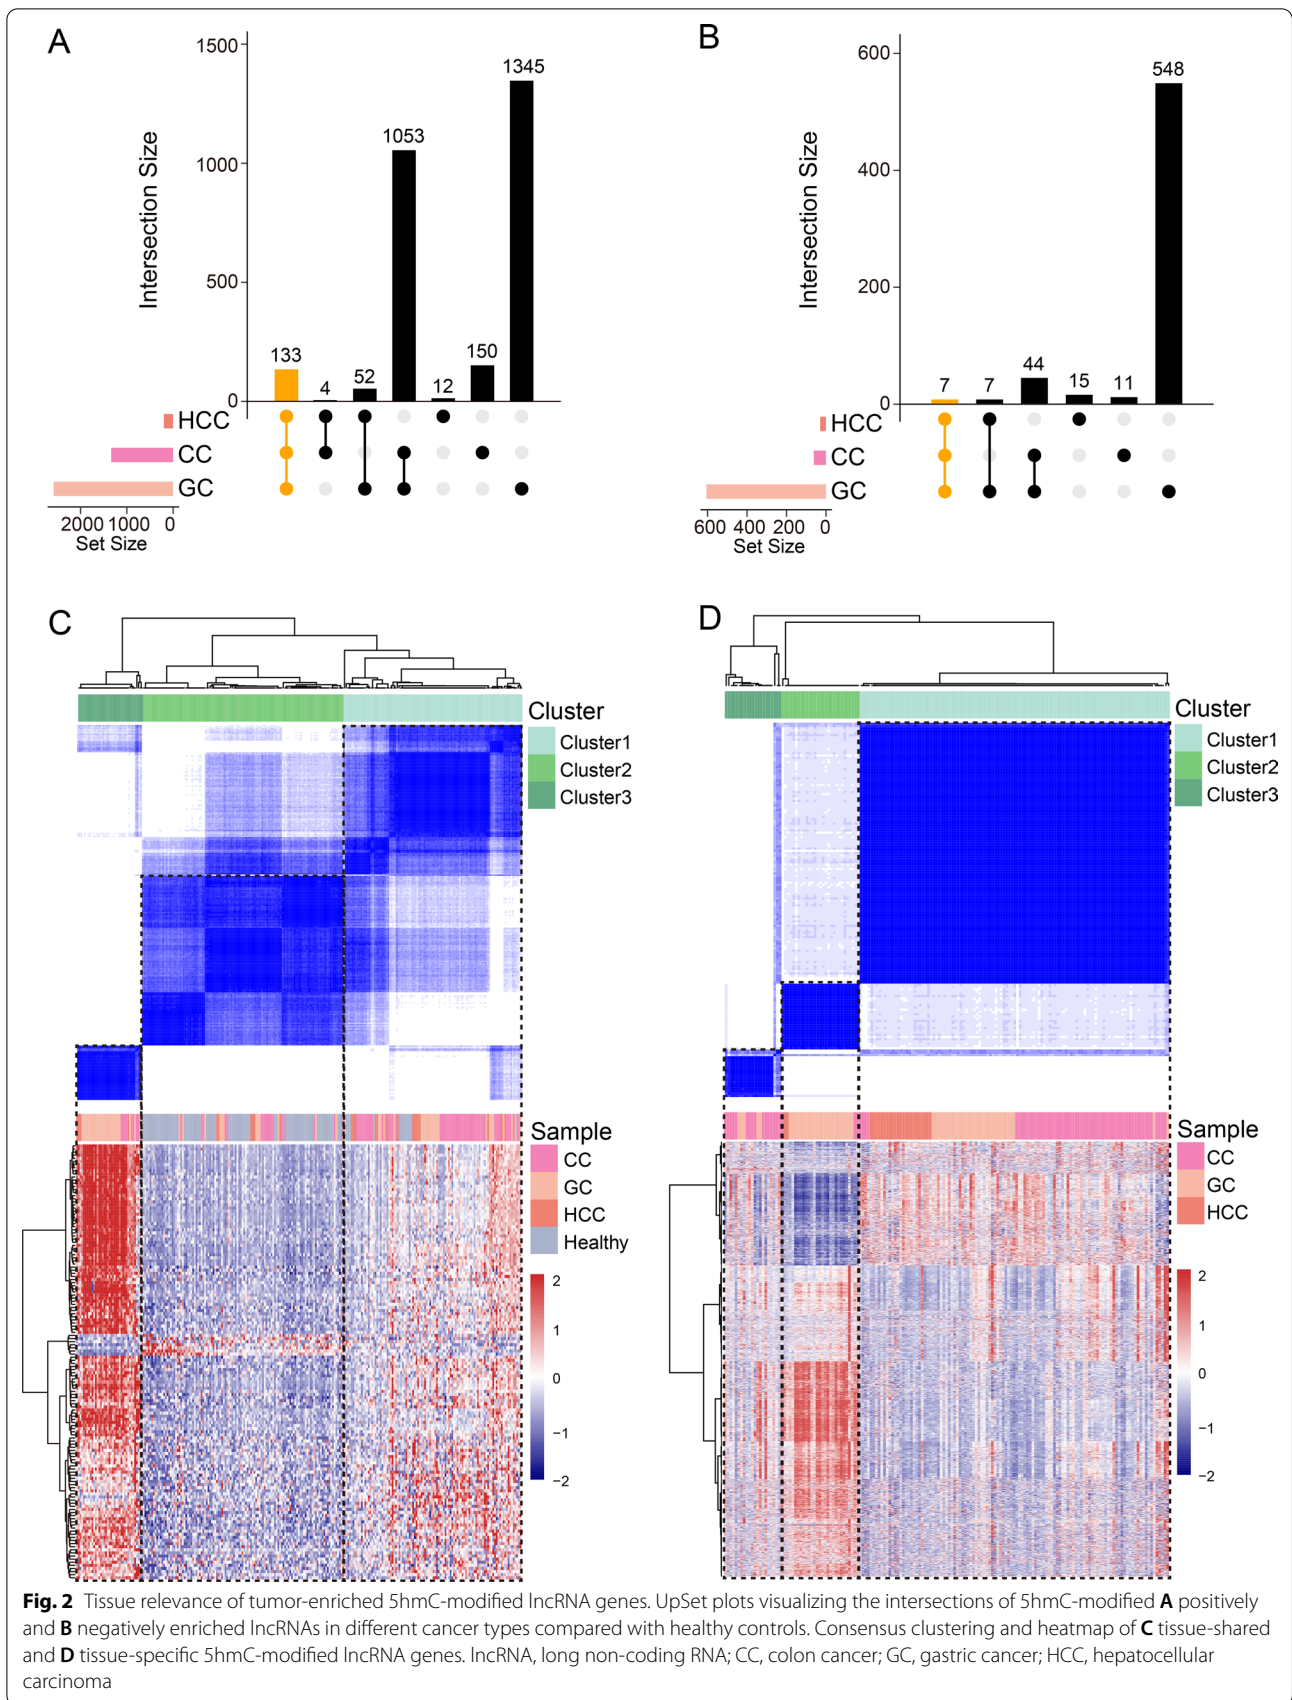 A
Intersection Size
1500
1000
500
0
133
4
52
1053
12
150
1345
HCC
CC
GC
2000 1000 0
Set Size
B
Intersection Size
600
400
200
0
7
7
44
15
11
548
HCC
CC
GC
600 400 200 0
Set Size
C
Cluster
Cluster1
Cluster2
Cluster3
Sample
CC
GC
HCC
Healthy
2
1
0
−1
−2
D
Cluster
Cluster1
Cluster2
Cluster3
Sample
CC
GC
HCC
2
1
0
−1
−2
Fig. 2 Tissue relevance of tumor-enriched 5hmC-modified lncRNA genes. UpSet plots visualizing the intersections of 5hmC-modified A positively
and B negatively enriched lncRNAs in different cancer types compared with healthy controls. Consensus clustering and heatmap of C tissue-shared
and D tissue-specific 5hmC-modified lncRNA genes. lncRNA, long non-coding RNA; CC, colon cancer; GC, gastric cancer; HCC, hepatocellular
carcinoma